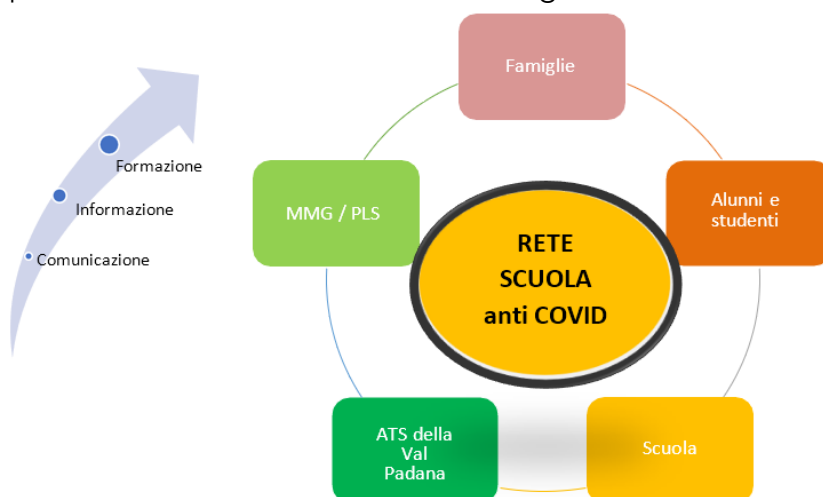 Famiglie
Formazione
Informazione
Comunicazione
MMG / PLS
Alunni e
studenti
RETE
SCUOLA
anti COVID
ATS della
Val
Padana
Scuola